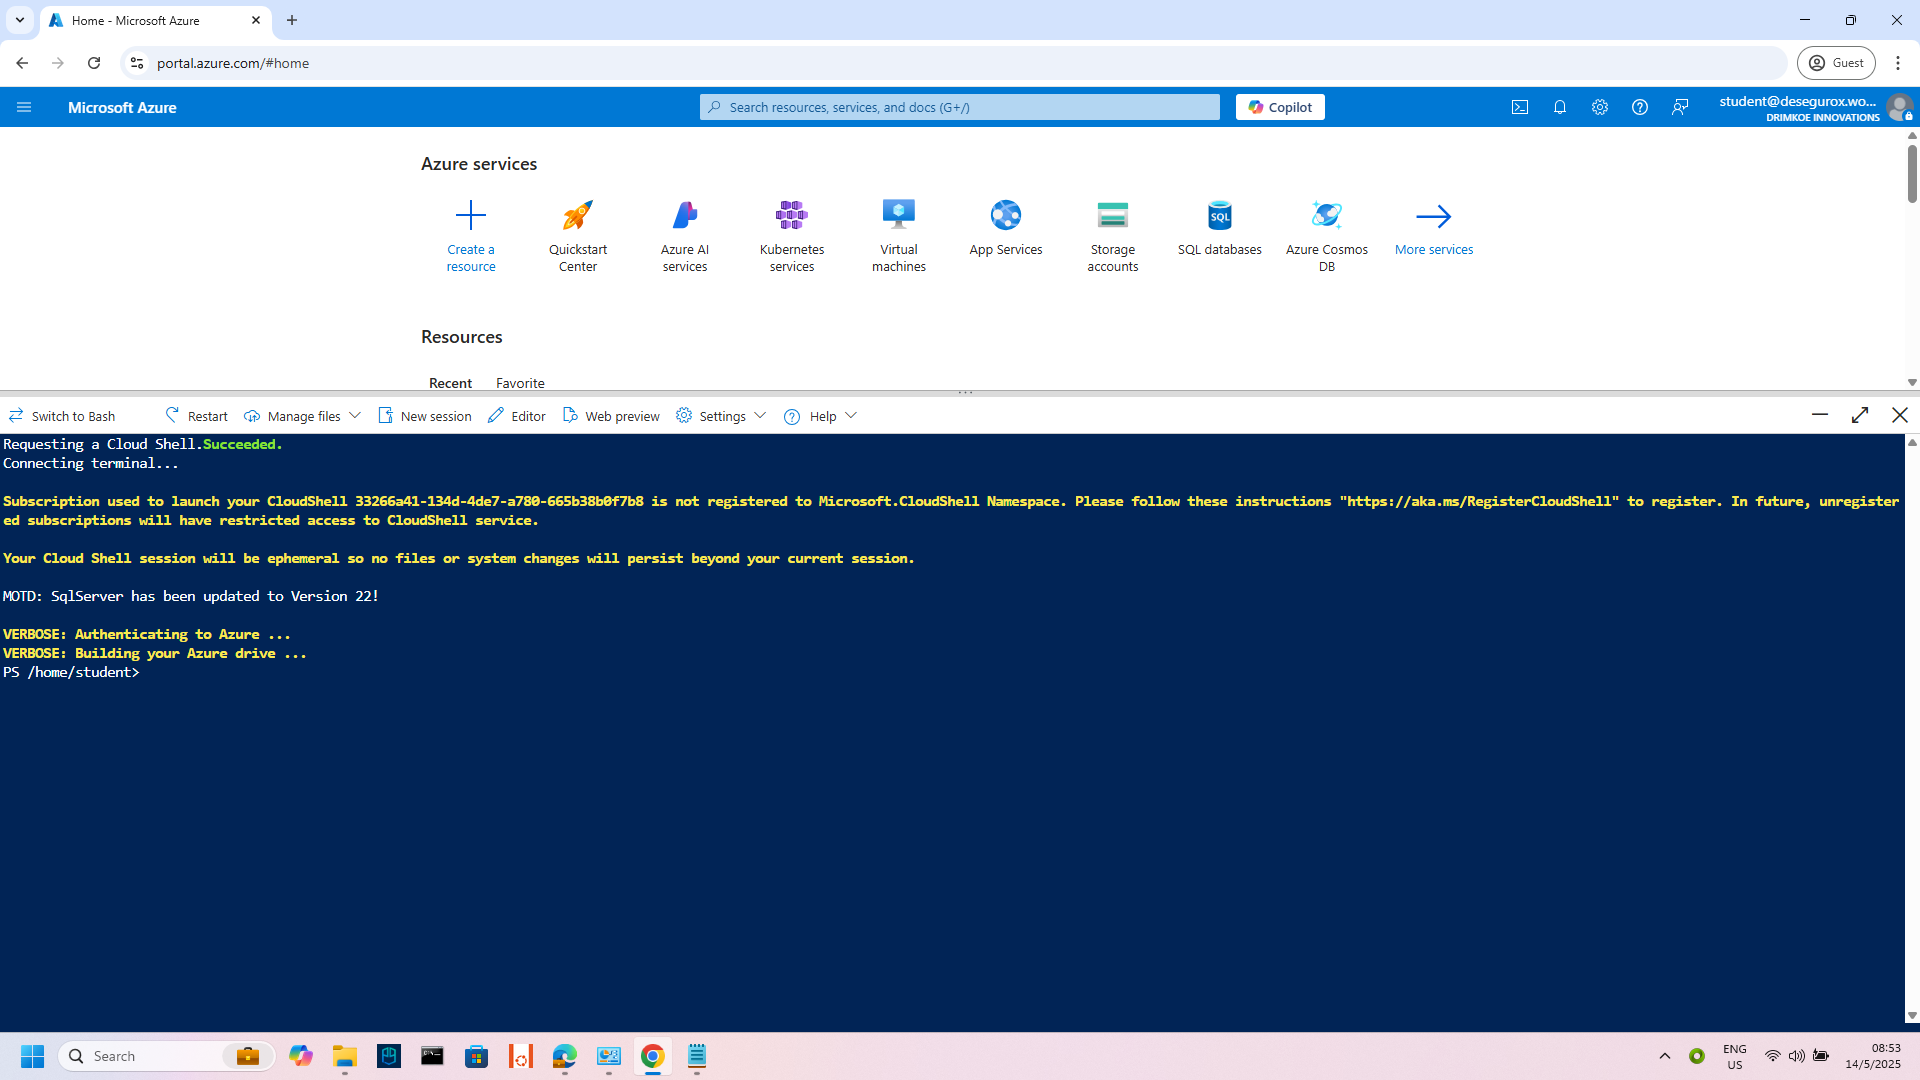 Home - Microsoft Azure
portal.azure.com/#home
Guest
Microsoft Azure
Search resources, services, and docs (G+/)
Copilot
student@desegurox.wo...
DRIMKOE INNOVATIONS
Azure services
Create a
resource
Quickstart
Center
Azure AI
services
Kubernetes
services
Virtual
machines
App Services
Storage
accounts
SQL
SQL databases
Azure Cosmos
DB
More services
Resources
Recent
Favorite
Switch to Bash
Restart
Manage files
New session
Editor
Web preview
Settings
Help
Requesting a Cloud Shell.Succeeded.
Connecting terminal...
Subscription used to launch your CloudShell 33266a41-134d-4de7-a780-665b38b0f7b8 is not registered to Microsoft.CloudShell Namespace. Please follow these instructions "https://aka.ms/RegisterCloudShell" to register. In future, unregister
ed subscriptions will have restricted access to CloudShell service.
Your Cloud Shell session will be ephemeral so no files or system changes will persist beyond your current session.
MOTD: SqlServer has been updated to Version 22!
VERBOSE: Authenticating to Azure ...
VERBOSE: Building your Azure drive ...
PS /home/student>
Search
ENG
US
08:53
14/5/2025